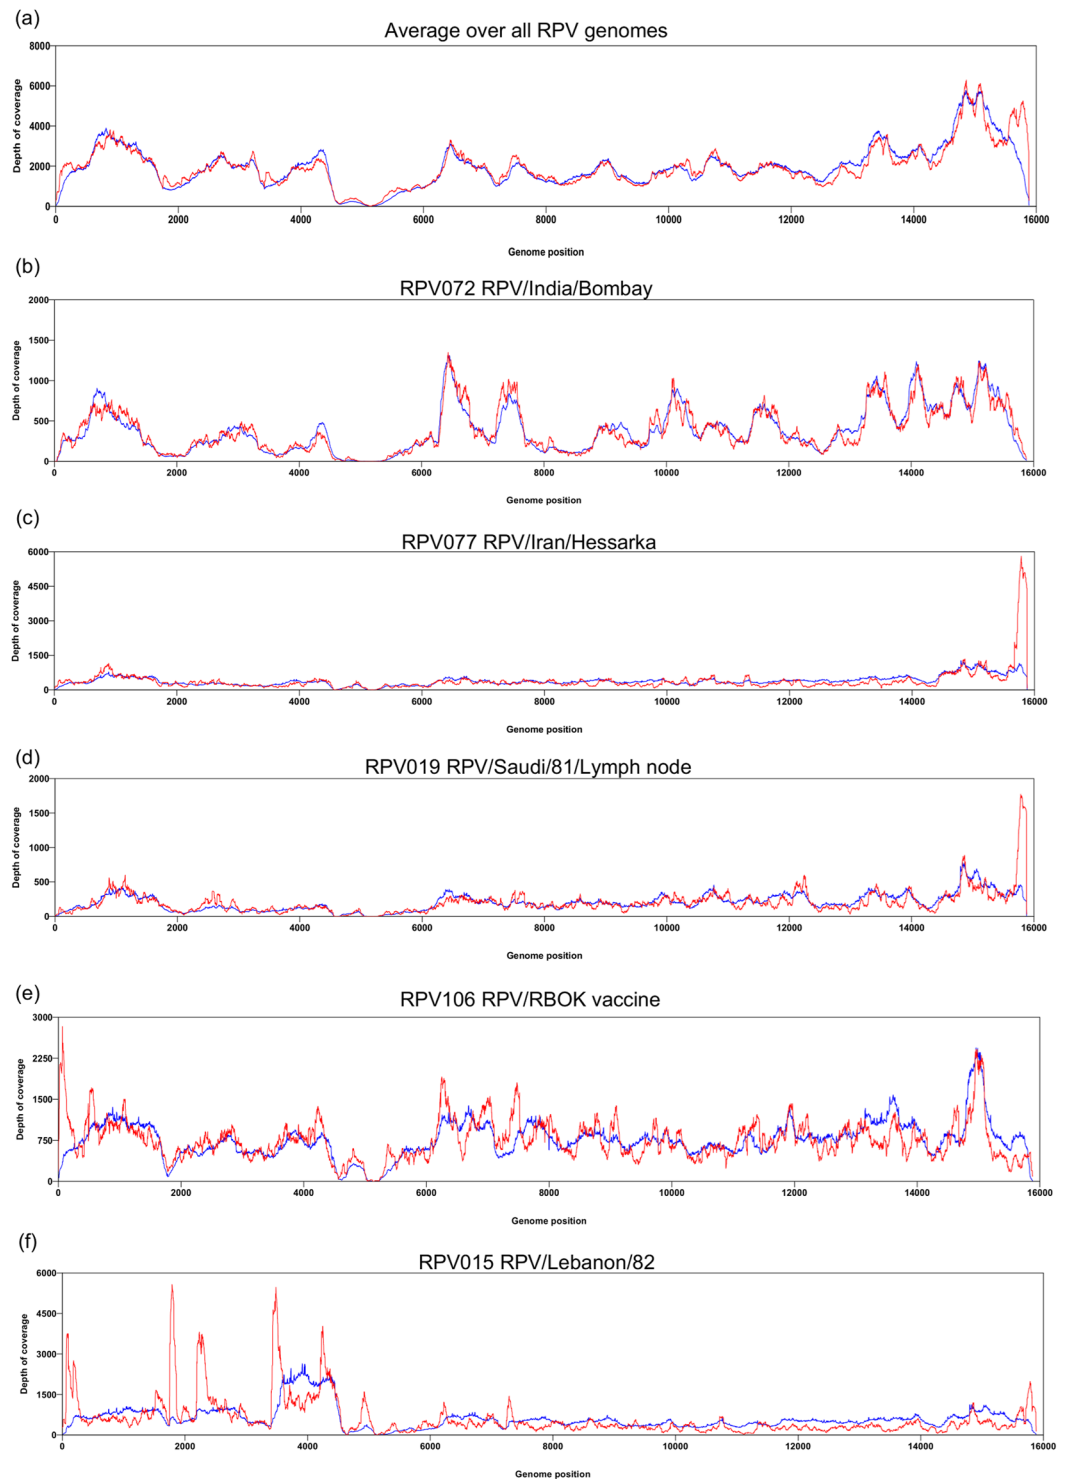 (a)
Average over all RPV genomes
Depth of coverage
8000
6000
4000
2000
0
0 2000 4000 6000 8000 10000 12000 14000 16000
Genome position
(b)
RPV072 RPV/India/Bombay
Depth of coverage
2000
1500
1000
500
0
0 2000 4000 6000 8000 10000 12000 14000 16000
Genome position
(c)
RPV077 RPV/Iran/Hessarka
Depth of coverage
6000
4500
3000
1500
0
0 2000 4000 6000 8000 10000 12000 14000 16000
Genome position
(d)
RPV019 RPV/Saudi/81/Lymph node
Depth of coverage
2000
1500
1000
500
0
0 2000 4000 6000 8000 10000 12000 14000 16000
Genome position
(e)
RPV106 RPV/RBOK vaccine
Depth of coverage
3000
2250
1500
750
0
0 2000 4000 6000 8000 10000 12000 14000 16000
Genome position
(f)
RPV015 RPV/Lebanon/82
Depth of coverage
6000
4500
3000
1500
0
0 2000 4000 6000 8000 10000 12000 14000 16000
Genome position